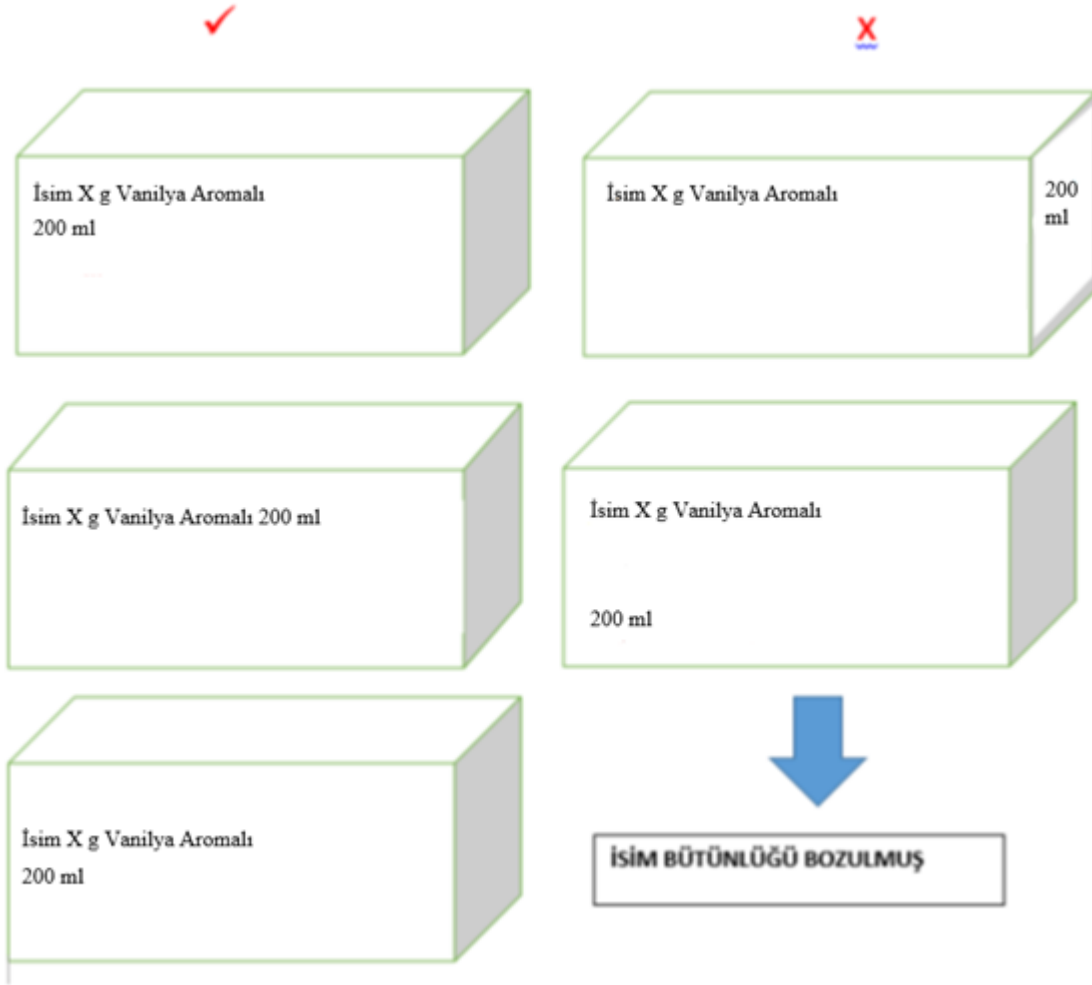 ✓
X
İsim X g Vanilya Aromalı
200 ml
İsim X g Vanilya Aromalı
200
ml
İsim X g Vanilya Aromalı 200 ml
İsim X g Vanilya Aromalı
200 ml
İsim X g Vanilya Aromalı
200 ml
İSİM BÜTÜNLÜĞÜ BOZULMUŞ